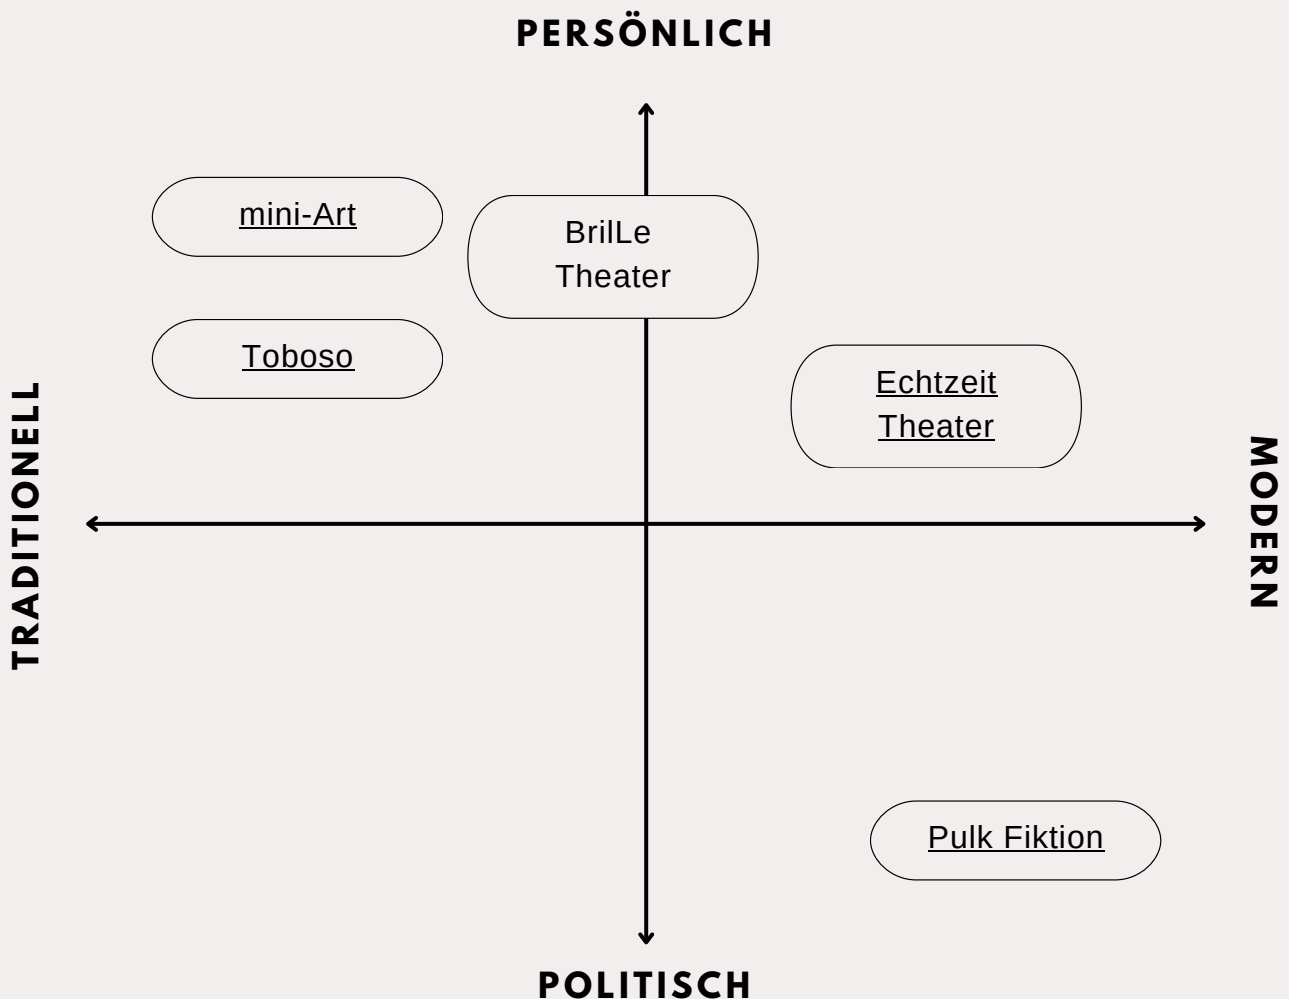 PERSÖNLICH
mini-Art
BrilLe
Theater
Toboso
Echtzeit
Theater
TRADITIONELL
MODERN
Pulk Fiktion
POLITISCH